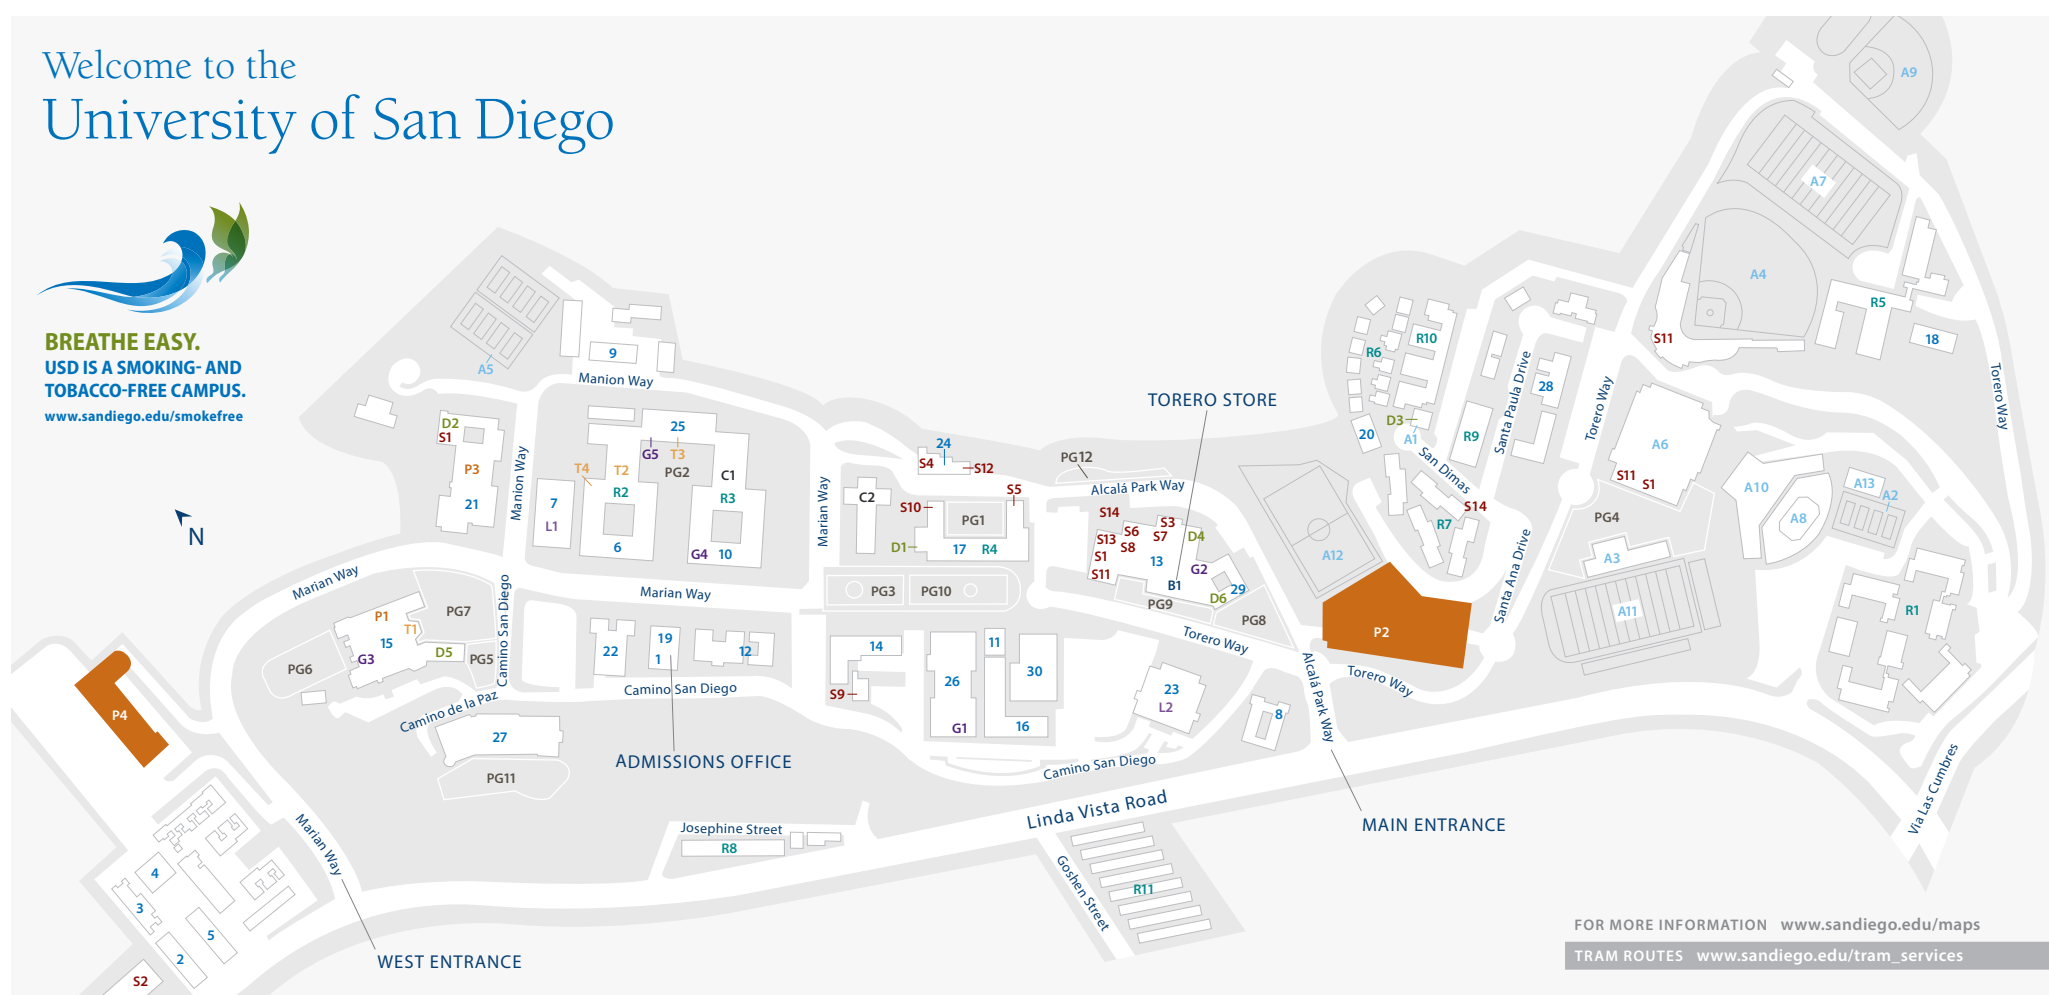 Welcome to the
University of San Diego
BREATHE EASY.
USD IS A SMOKING- AND
TOBACCO-FREE CAMPUS.
www.sandiego.edu/smokefree
N
A9
A7
A4
R5
18
S11
Torero Way
A5
9
Manion Way
TORERO STORE
R6
R10
Santa Paula Drive
28
Torero Way
D3
A1
20
R9
San Dimas
A6
S11
S1
D2
S1
P3
21
Manion Way
25
G5
T3
T4
T2
PG2
C1
R2
R3
7
L1
6
G4
10
Marian Way
24
S4
S12
C2
S10
S5
PG1
D1
17
R4
PG12
Alcalá Park Way
S14
S3
S6
S7
D4
S13
S8
S1
13
G2
S11
B1
29
D6
PG9
PG8
A12
S14
R7
Santa Ana Drive
PG4
A3
A10
A8
A13
A2
A11
R1
Marian Way
PG7
P1
T1
15
G3
D5
PG5
PG6
Camino San Diego
Marian Way
PG3
PG10
22
19
1
12
14
S9
11
26
30
G1
16
Torero Way
23
L2
P2
Torero Way
Alcalá Park Way
8
P4
Camino de la Paz
Camino San Diego
27
PG11
ADMISSIONS OFFICE
Camino San Diego
Linda Vista Road
MAIN ENTRANCE
Via Las Cumbres
Josephine Street
R8
Goshen Street
R11
Marian Way
4
3
5
2
S2
WEST ENTRANCE
FOR MORE INFORMATION www.sandiego.edu/maps
TRAM ROUTES www.sandiego.edu/tram_services